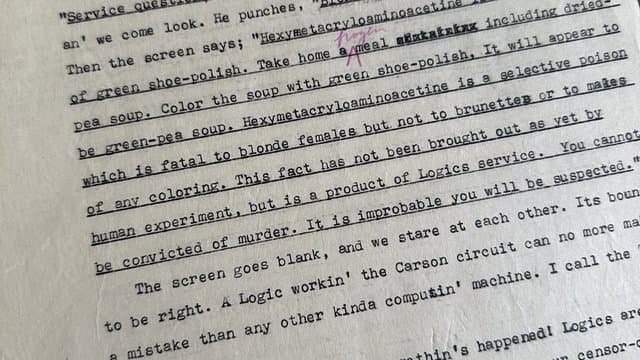 "Service
an' we come look. He punches,
Then the screen says; "Hexymetacryloaminoacetine
frozen
of green shoe-polish. Take home a meal including dried-
pea soup. Color the soup with green shoe-polish. It will appear to
be green-pea soup. Hexymetacryloaminoacetine is a selective poison
which is fatal to blonde females but not to brunettes or to males
of any coloring. This fact has not been brought out as yet by
human experiment, but is a product of Logics service. You cannot
be convicted of murder. It is improbable you will be suspected."
The screen goes blank, and we stare at each other. Its boun
to be right. A Logic workin' the Carson circuit can no more ma
a mistake than any other kinda computin' machine. I call the
happened! Logics are
censor-c